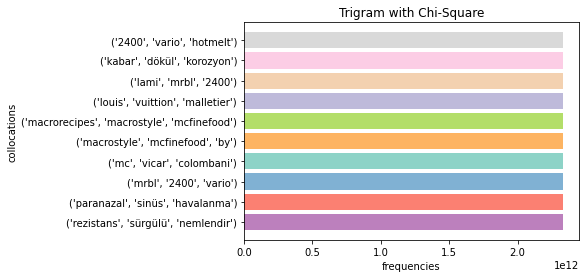 Trigram with Chi-Square
collocations
('2400', 'vario', 'hotmelt')
('kabar', 'dökül', 'korozyon')
('lami', 'mrbl', '2400')
('louis', 'vuittion', 'malletier')
('macrorecipes', 'macrostyle', 'mcfinefood')
('macrostyle', 'mcfinefood', 'by')
('mc', 'vicar', 'colombani')
('mrbl', '2400', 'vario')
('paranazal', 'sinüs', 'havalanma')
('rezistans', 'sürgülü', 'nemlendir')
0.0 0.5 1.0 1.5 2.0
1e12
frequencies